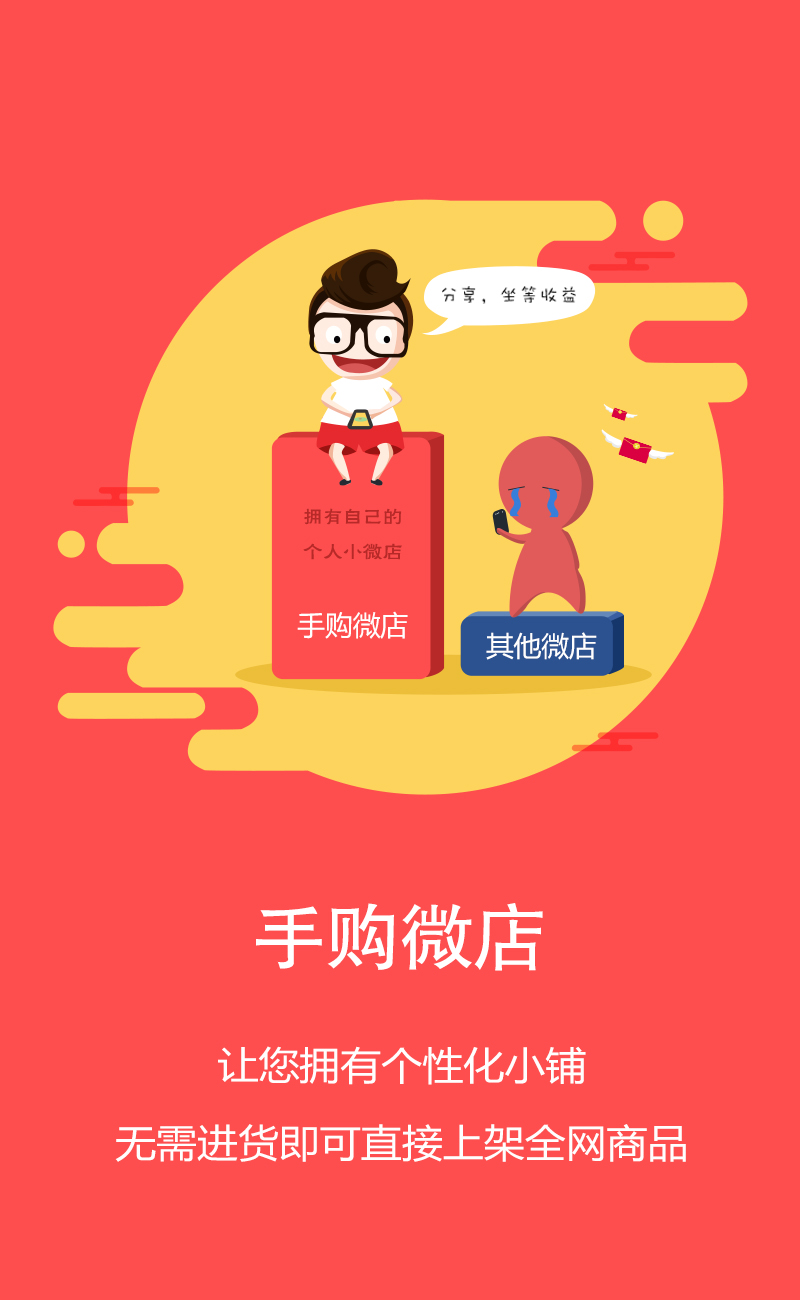 分享，坐等收益
拥有自己的
个人小微店
手购微店
其他微店
手购微店
让您拥有个性化小铺
无需进货即可直接上架全网商品